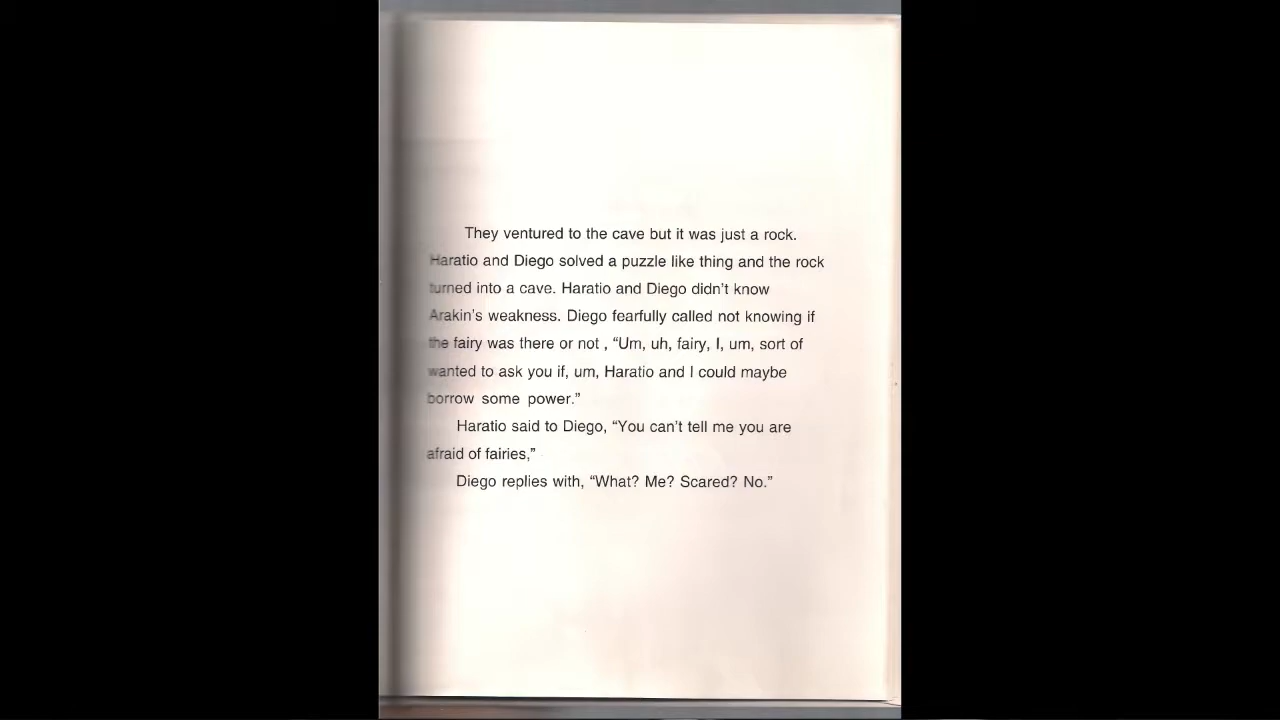 They ventured to the cave but it was just a rock.
Haratio and Diego solved a puzzle like thing and the rock
turned into a cave. Haratio and Diego didn't know
Arakin's weakness. Diego fearfully called not knowing if
the fairy was there or not , “Um, uh, fairy, I, um, sort of
wanted to ask you if, um, Haratio and I could maybe
borrow some power.”
Haratio said to Diego, “You can't tell me you are
afraid of fairies,”
Diego replies with, “What? Me? Scared? No.”